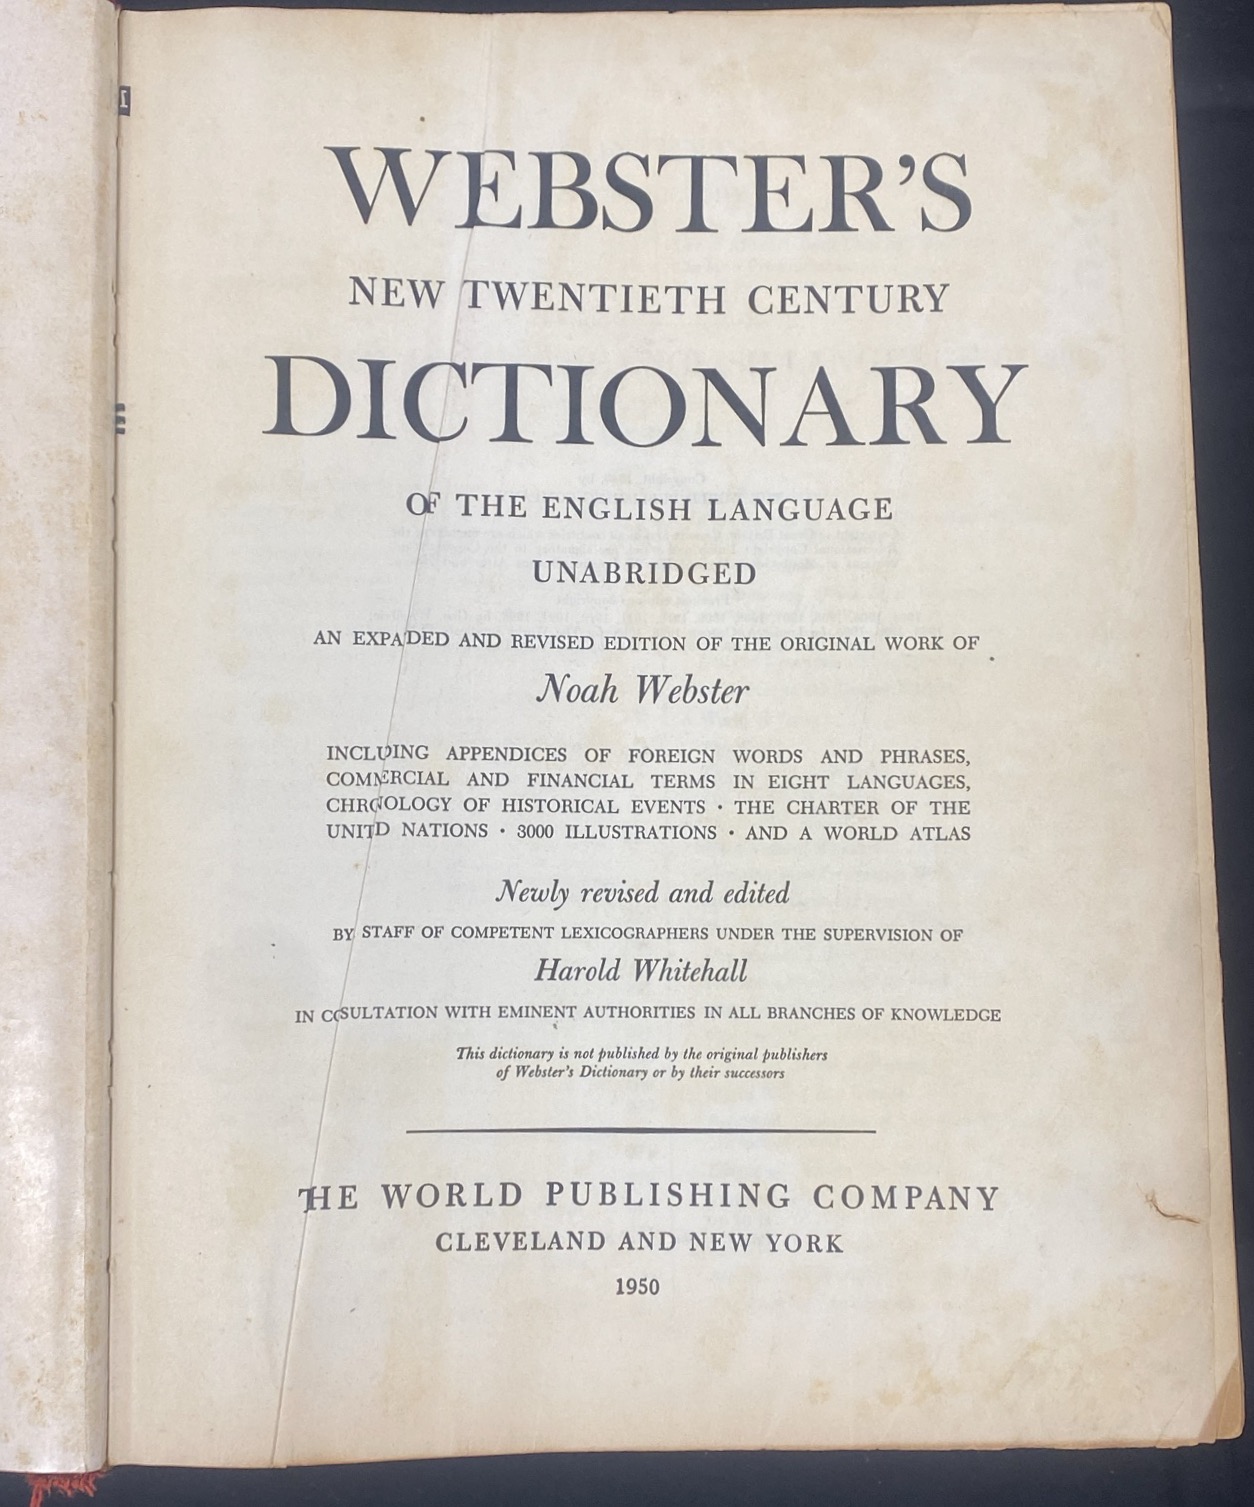 WEBSTER'S
NEW TWENTIETH CENTURY
DICTIONARY
OF THE ENGLISH LANGUAGE
UNABRIDGED
AN EXPADED AND REVISED EDITION OF THE ORIGINAL WORK OF
Noah Webster
INCLUDING APPENDICES OF FOREIGN WORDS AND PHRASES,
COMMERCIAL AND FINANCIAL TERMS IN EIGHT LANGUAGES,
CHROLOGY OF HISTORICAL EVENTS · THE CHARTER OF THE
UNITD NATIONS · 3000 ILLUSTRATIONS · AND A WORLD ATLAS
Newly revised and edited
BY STAFF OF COMPETENT LEXICOGRAPHERS UNDER THE SUPERVISION OF
Harold Whitehall
IN COSULTATION WITH EMINENT AUTHORITIES IN ALL BRANCHES OF KNOWLEDGE
This dictionary is not published by the original publishers
of Webster's Dictionary or by their successors
THE WORLD PUBLISHING COMPANY
CLEVELAND AND NEW YORK
1950